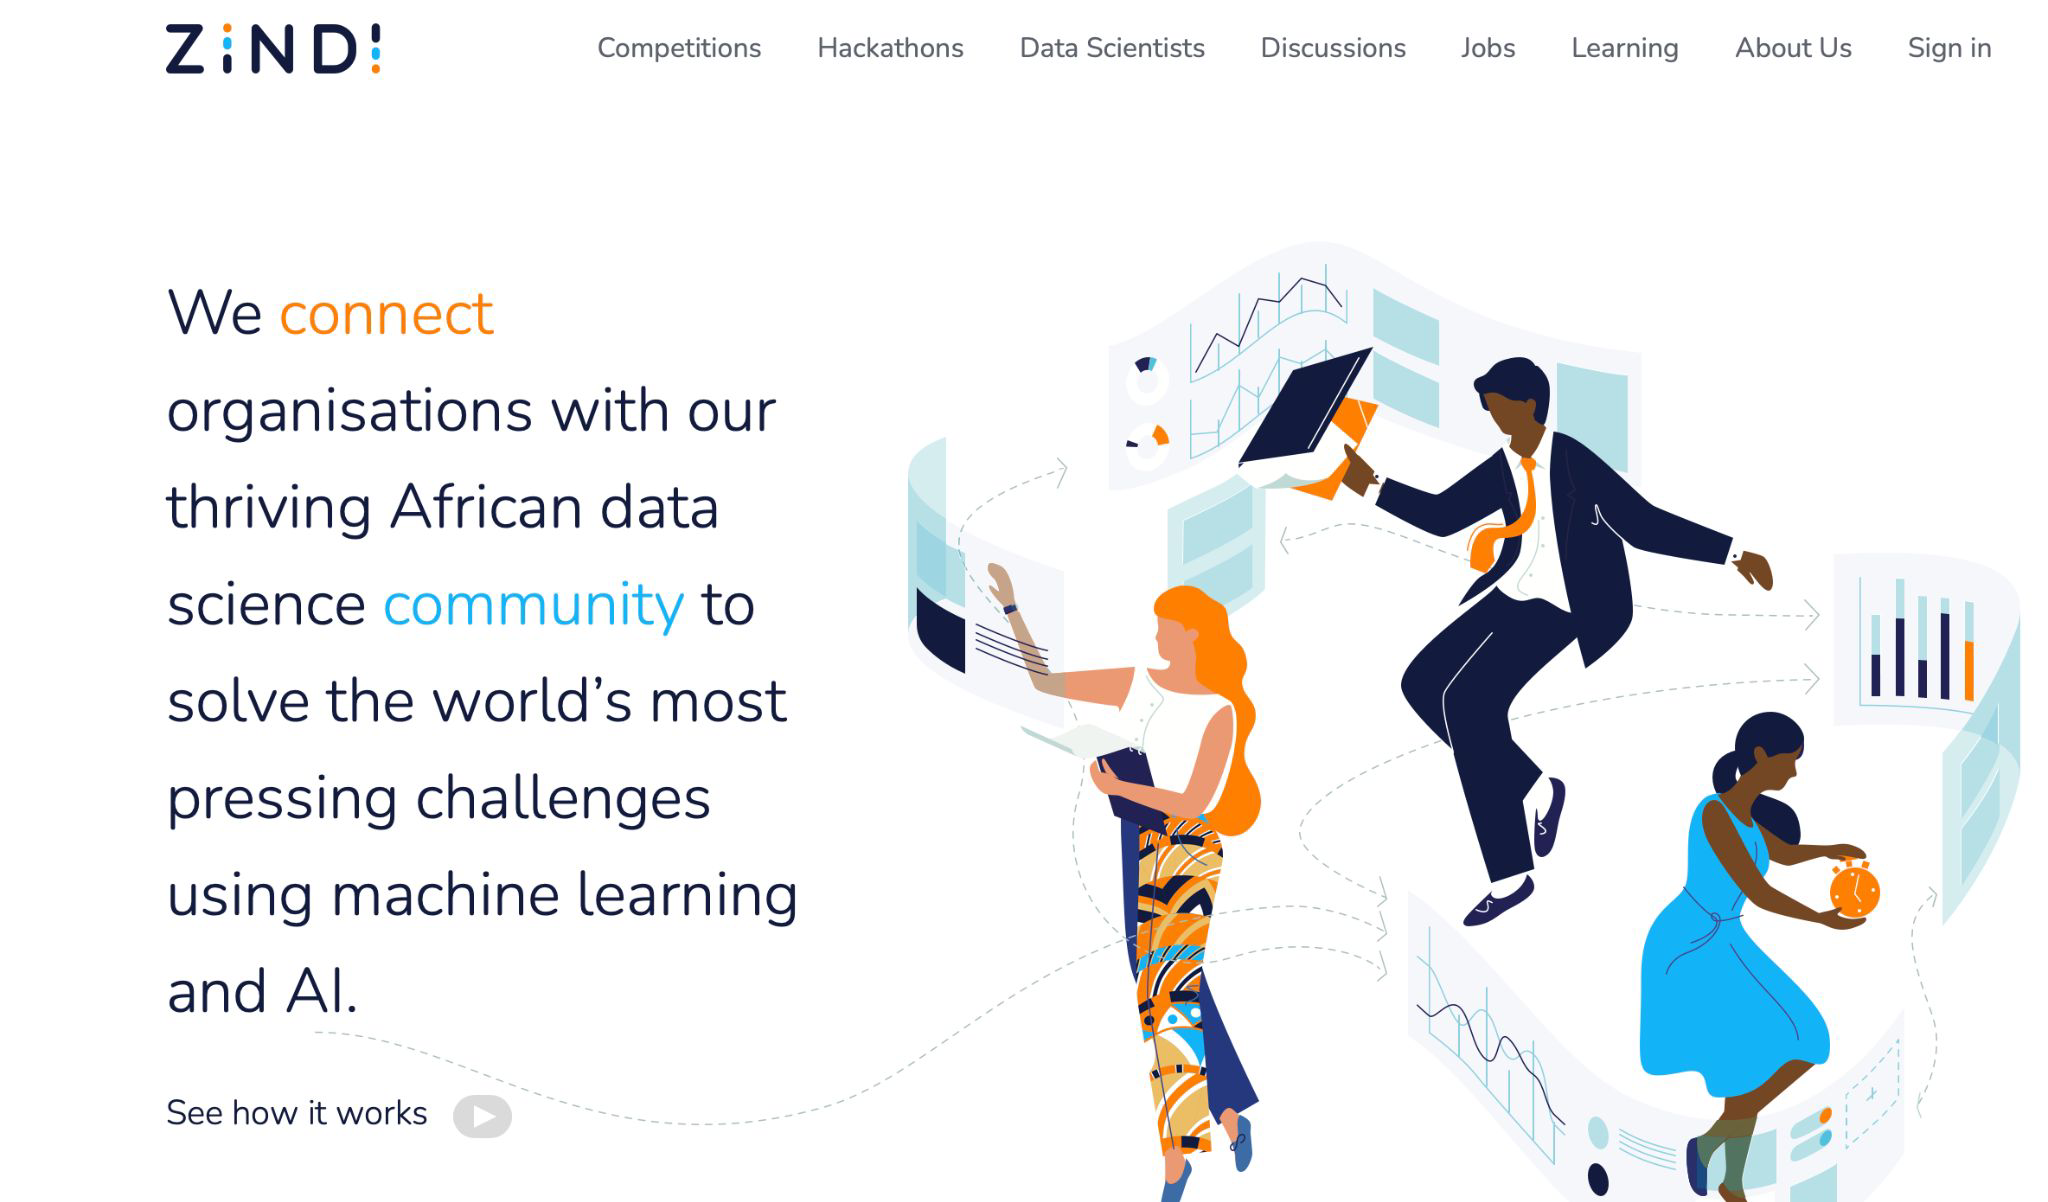 ZINDI
Competitions Hackathons Data Scientists Discussions Jobs Learning About Us Sign in
We connect
organisations with our
thriving African data
science community to
solve the world’s most
pressing challenges
using machine learning
and AI.
See how it works